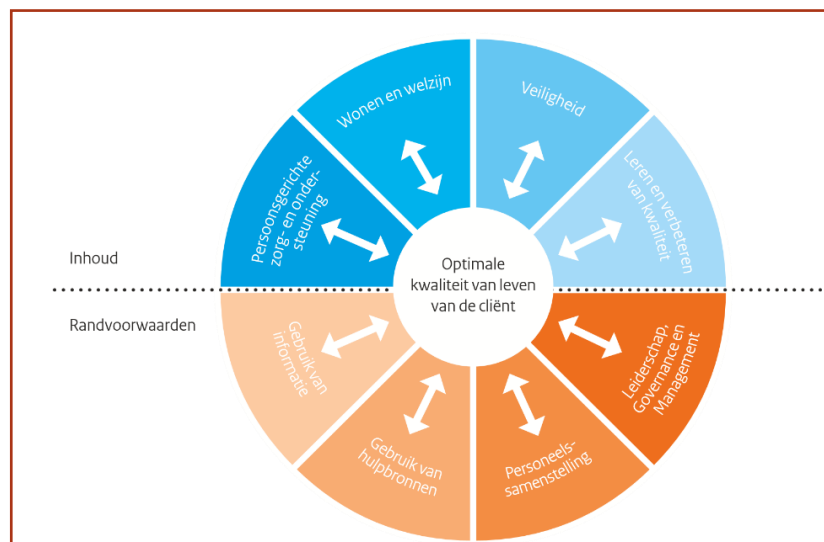 Wonen en welzijn
Veiligheid
Persoonsgerichte
zorg- en onder-
steuning
Leren en verbeteren
van kwaliteit
Inhoud
Optimale
kwaliteit van leven
van de cliënt
Randvoorwaarden
Gebruik van
informatie
Leiderschap,
Governance en
Management
Gebruik van
hulpbronnen
Personeels-
samenstelling